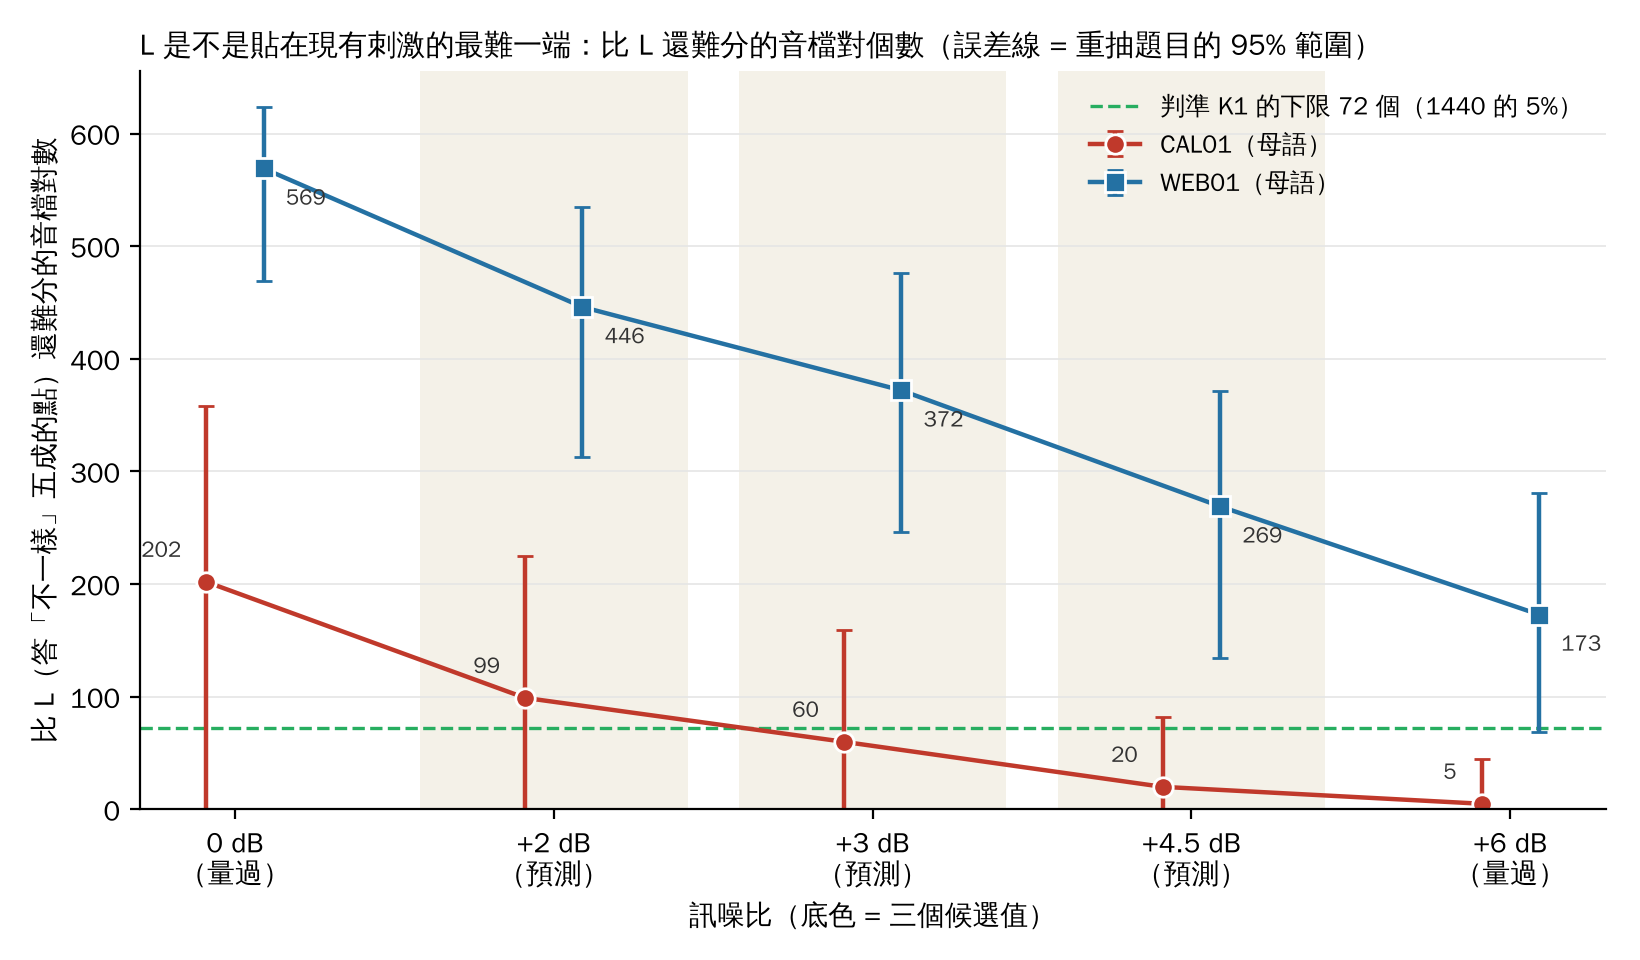 L 是不是貼在現有刺激的最難一端：比 L 還難分的音檔對個數（誤差線 = 重抽題目的 95% 範圍）
比 L（答「不一樣」五成的點）還難分的音檔對數
600
500
400
300
200
100
0
判準 K1 的下限 72 個（1440 的 5%）
CAL01（母語）
WEB01（母語）
569
446
372
269
173
202
99
60
20
5
0 dB
（量過）
+2 dB
（預測）
+3 dB
（預測）
+4.5 dB
（預測）
+6 dB
（量過）
訊噪比（底色 = 三個候選值）